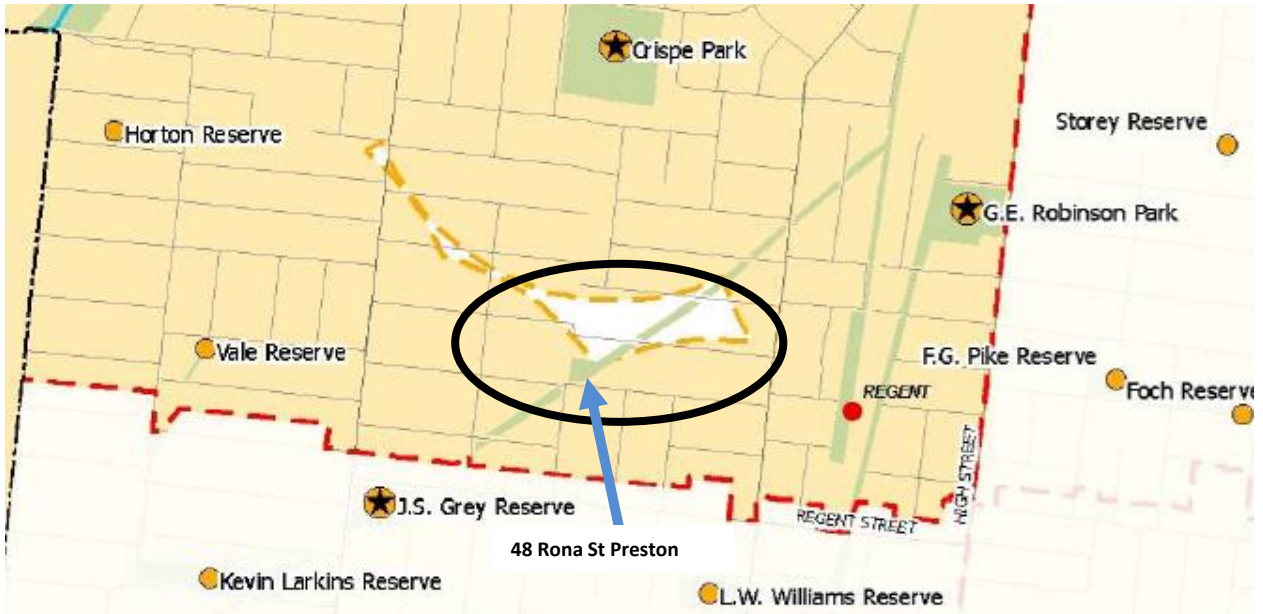 Crispe Park
Horton Reserve
Storey Reserve
G.E. Robinson Park
Vale Reserve
F.G. Pike Reserve
REGENT
Foch Reserve
HIGH STREET
J.S. Grey Reserve
REGENT STREET
48 Rona St Preston
Kevin Larkins Reserve
L.W. Williams Reserve